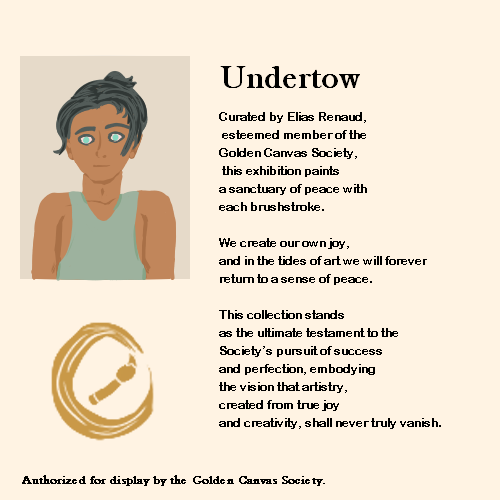 Undertow
Curated by Elias Renaud,
esteemed member of the
Golden Canvas Society,
this exhibition paints
a sanctuary of peace with
each brushstroke.
We create our own joy,
and in the tides of art we will forever
return to a sense of peace.
This collection stands
as the ultimate testament to the
Society's pursuit of success
and perfection, embodying
the vision that artistry,
created from true joy
and creativity, shall never truly vanish.
Authorized for display by the Golden Canvas Society.